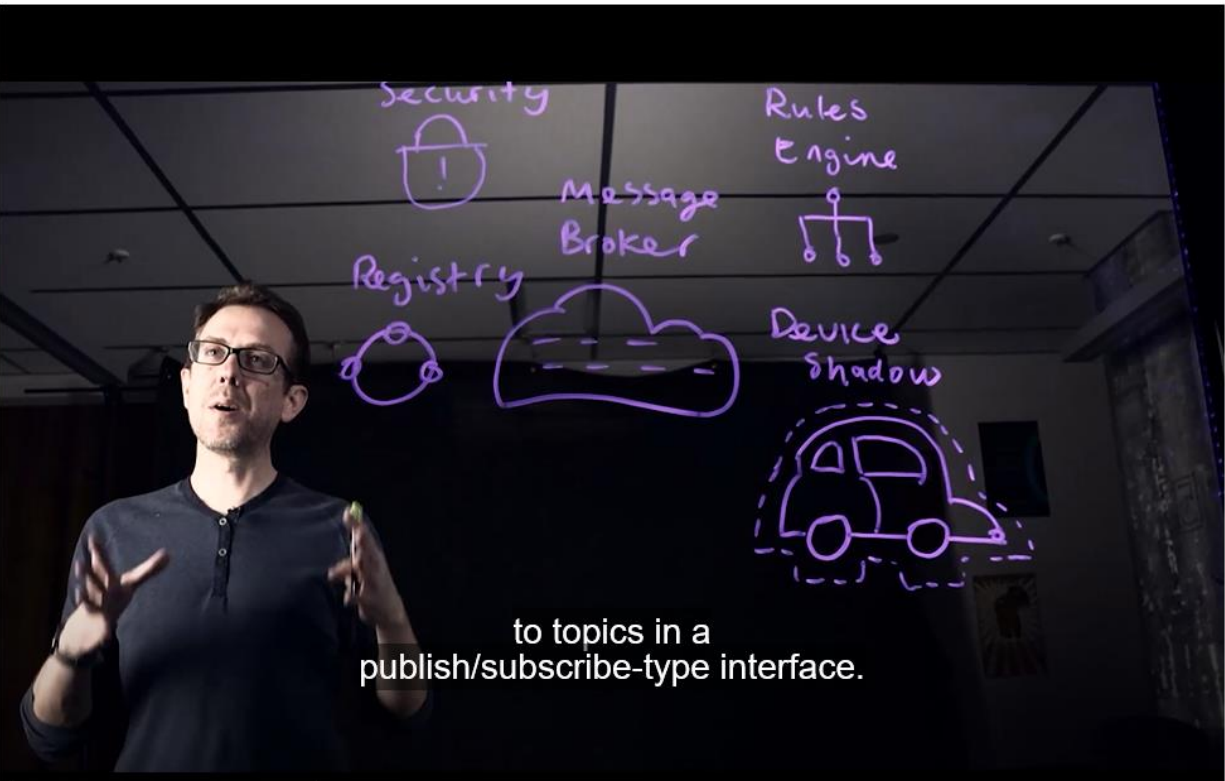 Security
Rules
Engine
Message
Broker
Registry
Device
Shadow
!
to topics in a
publish/subscribe-type interface.